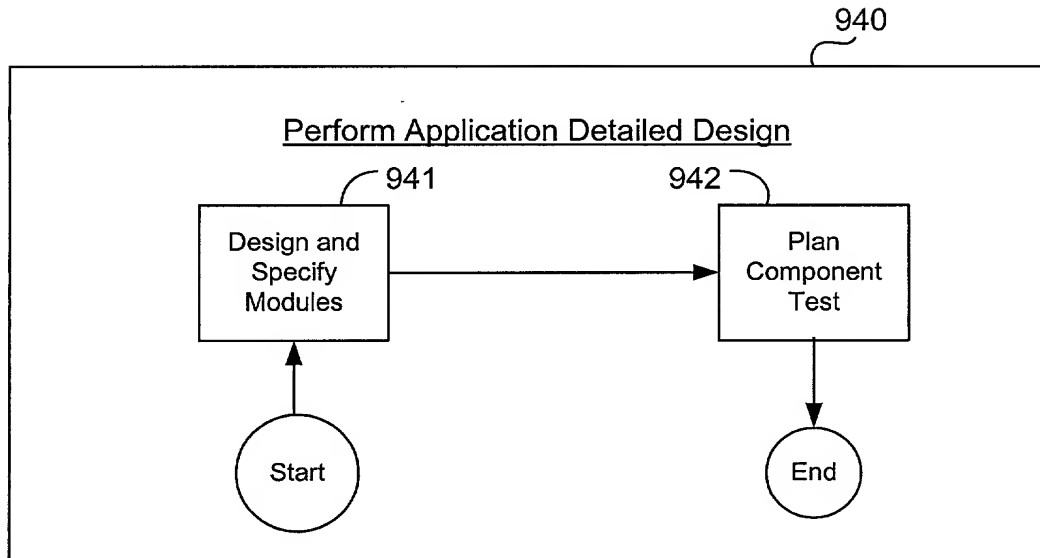 940
Perform Application Detailed Design
941
942
Design and
Specify
Modules
Plan
Component
Test
Start
End